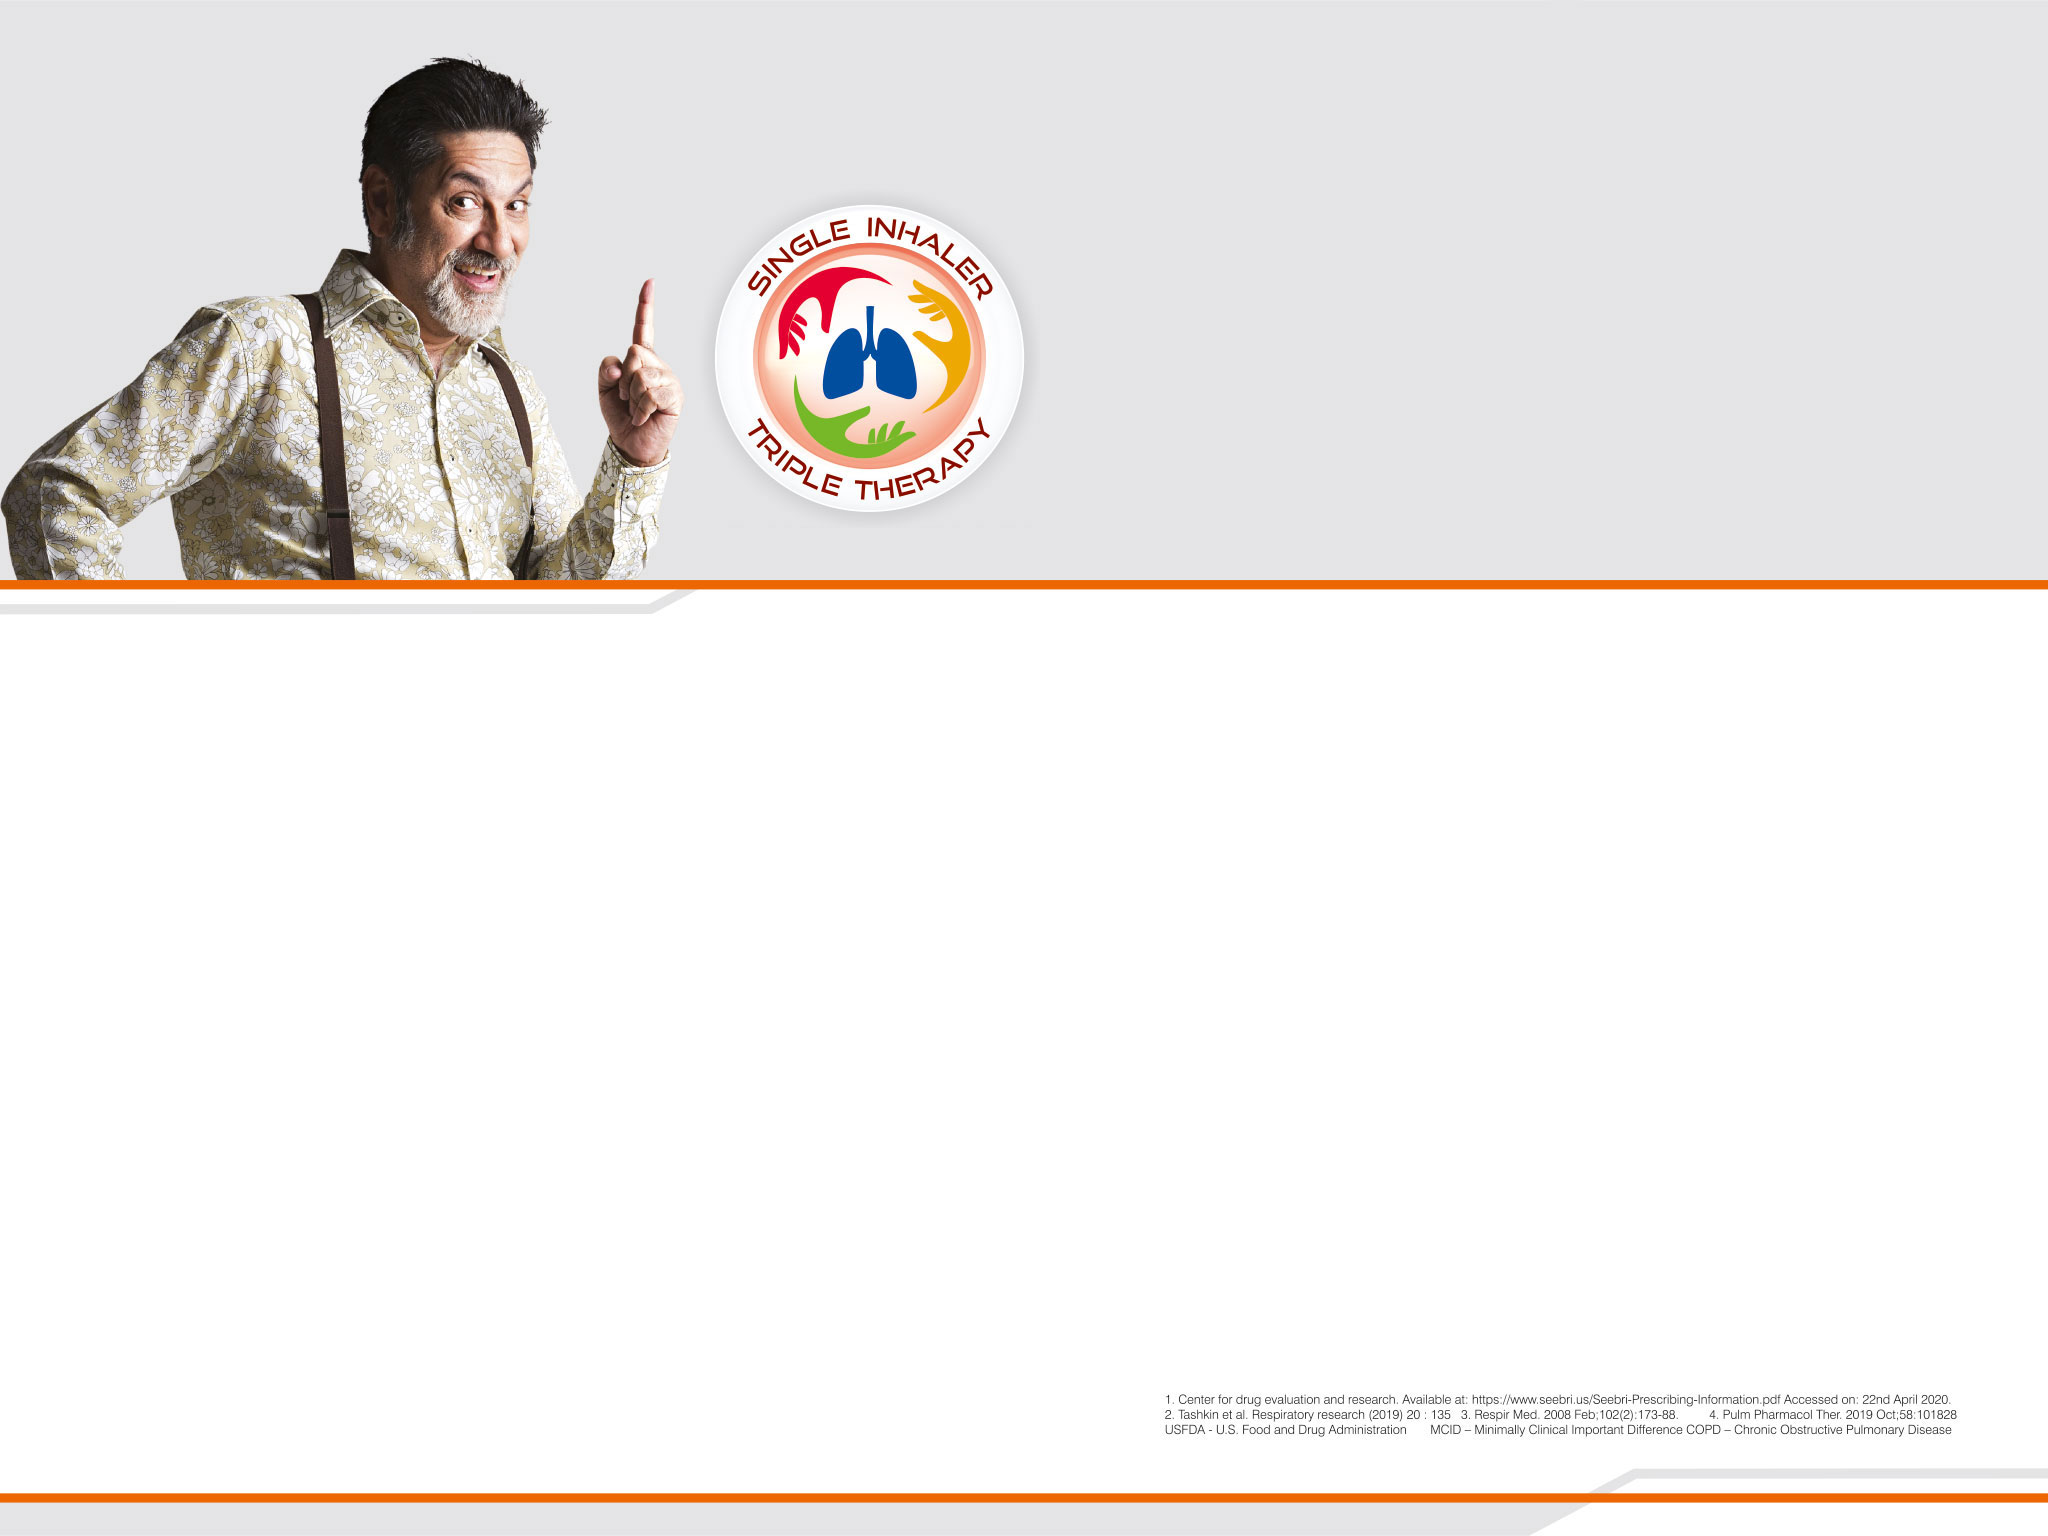 SINGLE INHALER
TRIPLE THERAPY
1. Center for drug evaluation and research. Available at: https://www.seebri.us/Seebri-Prescribing-Information.pdf Accessed on: 22nd April 2020.
2. Tashkin et al. Respiratory research (2019) 20 : 135 3. Respir Med. 2008 Feb;102(2):173-88. 4. Pulm Pharmacol Ther. 2019 Oct;58:101828
USFDA - U.S. Food and Drug Administration MCID – Minimally Clinical Important Difference COPD – Chronic Obstructive Pulmonary Disease